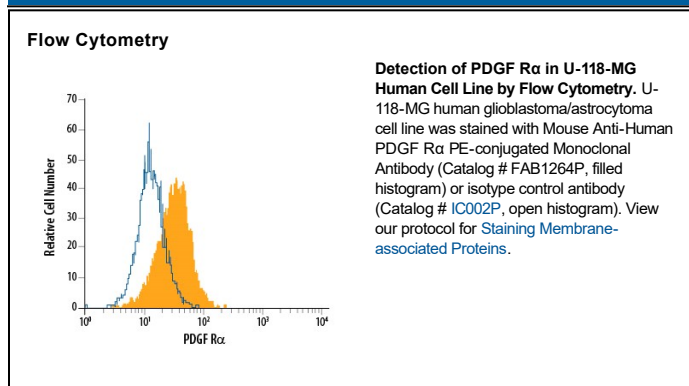 Flow Cytometry
Detection of PDGF Rα in U-118-MG
Human Cell Line by Flow Cytometry. U-
118-MG human glioblastoma/astrocytoma
cell line was stained with Mouse Anti-Human
PDGF Rα PE-conjugated Monoclonal
Antibody (Catalog # FAB1264P, filled
histogram) or isotype control antibody
(Catalog # IC002P, open histogram). View
our protocol for Staining Membrane-
associated Proteins.
Relative Cell Number
70
60
50
40
30
20
10
0
10⁰ 10¹ 10² 10³ 10⁴
PDGF Rα